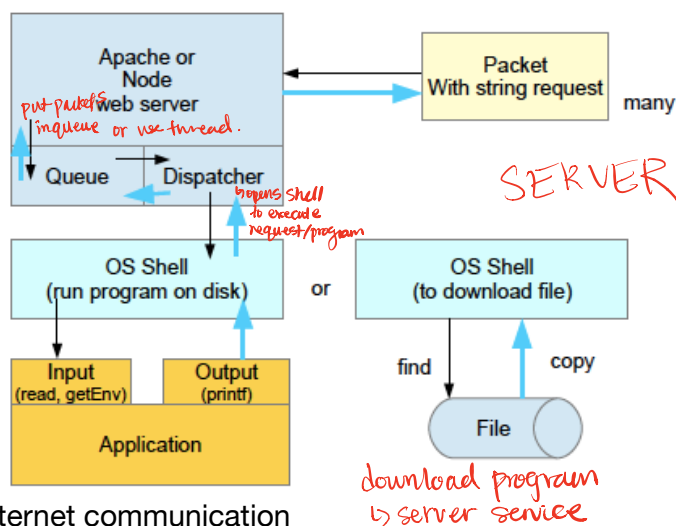 Apache or
Node
web server
put packets
in queue or use thread.
Queue
Dispatcher
Packet
With string request
many
SERVER
↳ opens shell
to execute
request/program
OS Shell
(run program on disk)
or
OS Shell
(to download file)
Input
(read, getEnv)
Output
(printf)
Application
find
copy
File
download program
↳ server service
ternet communication